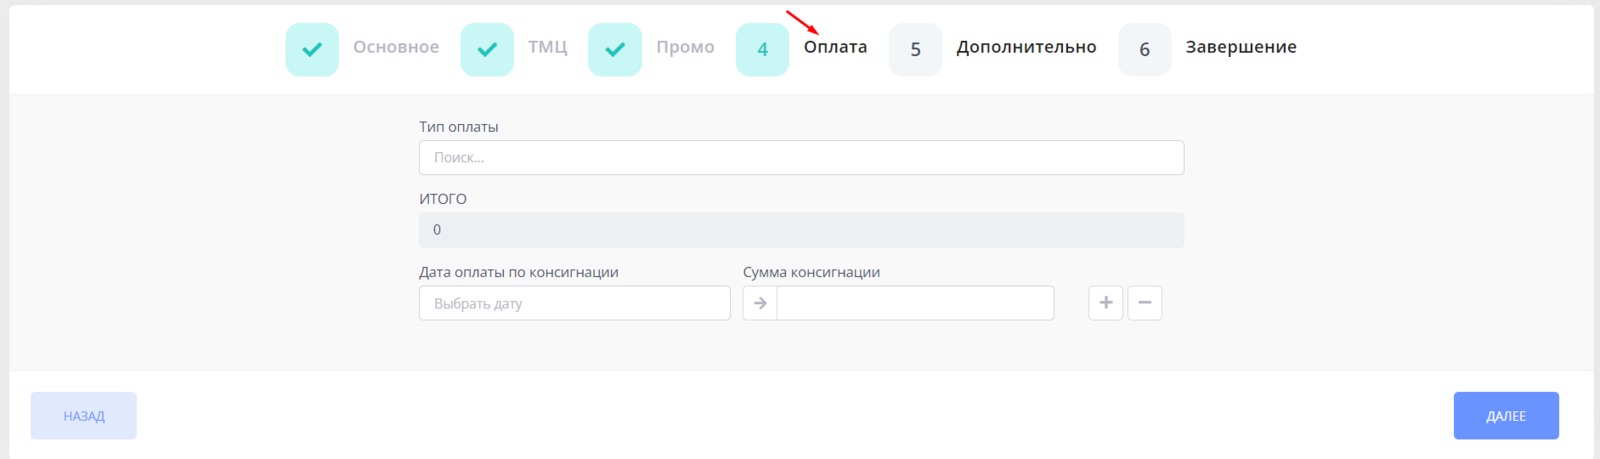 Основное ТМЦ Промо 4 Оплата 5 Дополнительно 6 Завершение
Тип оплаты
Поиск...
ИТОГО
0
Дата оплаты по консигнации Сумма консигнации
Выбрать дату
НАЗАД ДАЛЕЕ